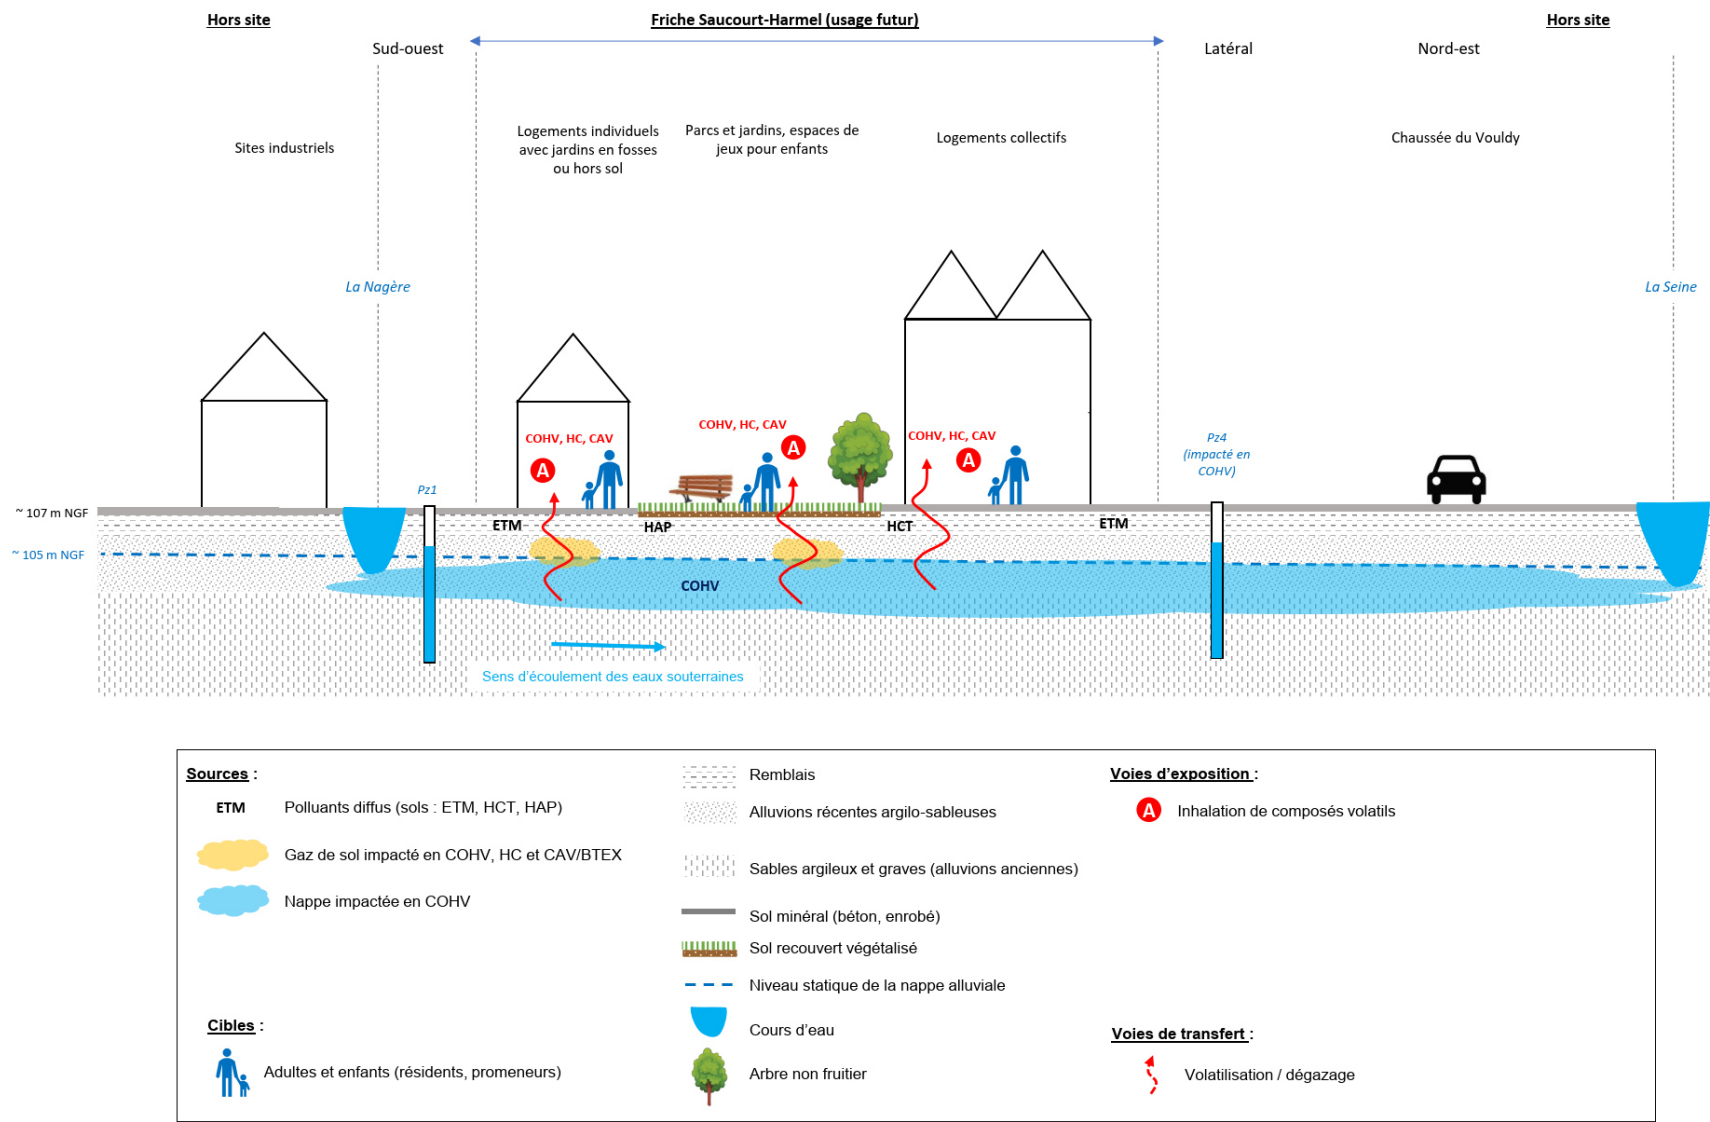 Hors site
Friche Saucourt-Harmel (usage futur)
Hors site
Sud-ouest
Latéral
Nord-est
Sites industriels
Logements individuels
avec jardins en fosses
ou hors sol
Parcs et jardins, espaces de
jeux pour enfants
Logements collectifs
Chaussée du Vouldy
La Nagère
La Seine
COHV, HC, CAV
A
COHV, HC, CAV
A
COHV, HC, CAV
A
Pz1
Pz4
(impacté en
COHV)
~ 107 m NGF
~ 105 m NGF
ETM
HAP
HCT
ETM
COHV
Sens d'écoulement des eaux souterraines
Sources :
ETM
Polluants diffus (sols : ETM, HCT, HAP)
Gaz de sol impacté en COHV, HC et CAV/BTEX
Nappe impactée en COHV
Cibles :
Adultes et enfants (résidents, promeneurs)
Remblais
Alluvions récentes argilo-sableuses
Sables argileux et graves (alluvions anciennes)
Sol minéral (béton, enrobé)
Sol recouvert végétalisé
Niveau statique de la nappe alluviale
Cours d'eau
Arbre non fruitier
Voies d'exposition :
A
Inhalation de composés volatils
Voies de transfert :
Volatilisation / dégazage